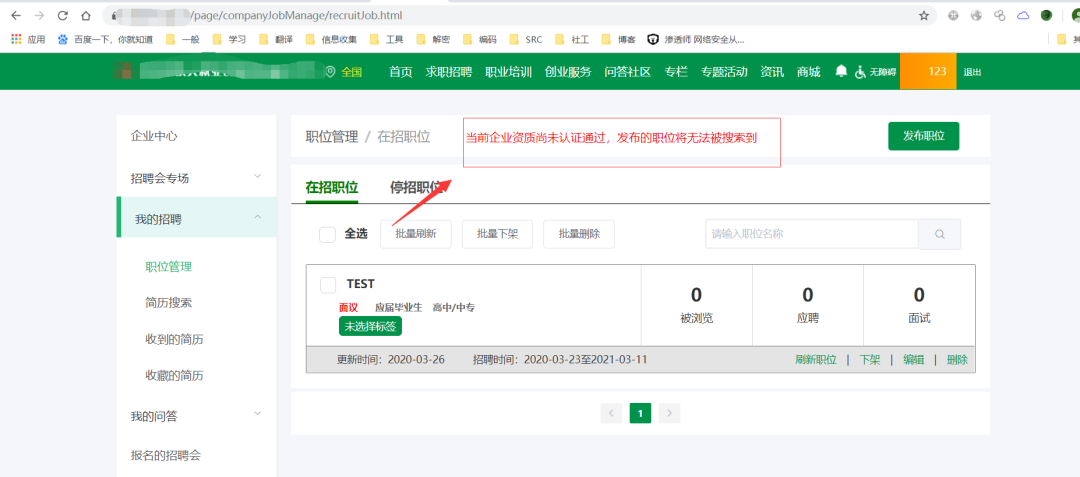 /page/companyJobManage/recruitJob.html
应用 百度一下，你就知道 一般 学习 翻译 信息收集 工具 解密 编码 SRC 社工 博客 渗透师 网络安全从...
全国 首页 求职招聘 职业培训 创业服务 问答社区 专栏 专题活动 资讯 商城 无障碍 123 退出
企业中心
招聘会专场
我的招聘
职位管理
简历搜索
收到的简历
收藏的简历
我的问答
报名的招聘会
职位管理 / 在招职位
当前企业资质尚未认证通过，发布的职位将无法被搜索到
发布职位
在招职位 停招职位
全选 批量刷新 批量下架 批量删除 请输入职位名称
TEST
面议 应届毕业生 高中/中专
未选择标签
0 0 0
被浏览 应聘 面试
更新时间：2020-03-26 招聘时间：2020-03-23至2021-03-11 刷新职位 | 下架 | 编辑 | 删除
1